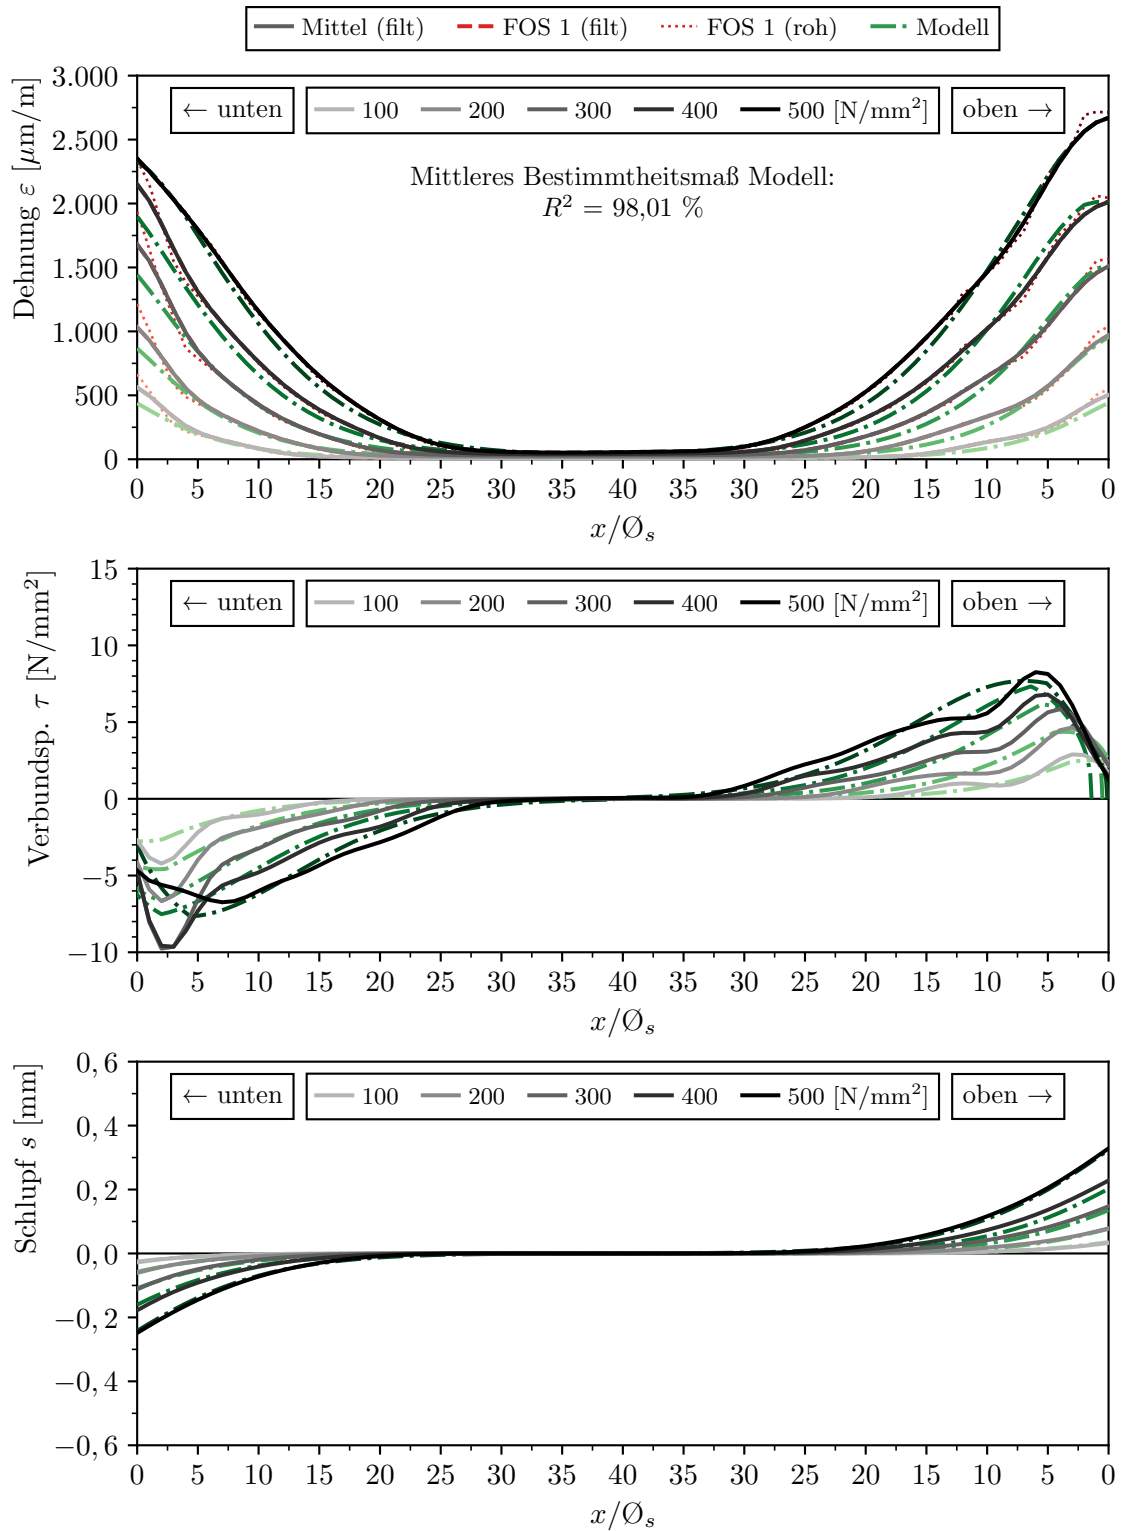 Mittel (filt) FOS 1 (filt) FOS 1 (roh) Modell
Dehnung ε [µm/m]
3.000
2.500
2.000
1.500
1.000
500
0
← unten
100 200 300 400 500 [N/mm²]
oben →
Mittleres Bestimmtheitsmaß Modell:
R² = 98,01 %
0 5 10 15 20 25 30 35 40 35 30 25 20 15 10 5 0
x/Ø_s
Verbundsp. τ [N/mm²]
15
10
5
0
−5
−10
← unten
100 200 300 400 500 [N/mm²]
oben →
0 5 10 15 20 25 30 35 40 35 30 25 20 15 10 5 0
x/Ø_s
Schlupf s [mm]
0,6
0,4
0,2
0,0
−0,2
−0,4
−0,6
← unten
100 200 300 400 500 [N/mm²]
oben →
0 5 10 15 20 25 30 35 40 35 30 25 20 15 10 5 0
x/Ø_s